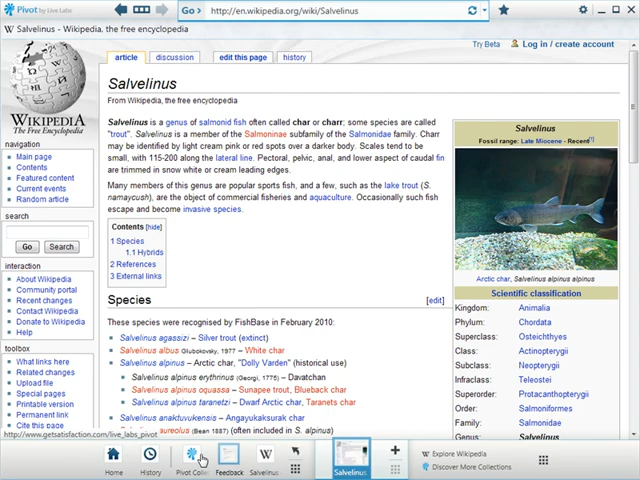 Pivot by Live Labs
Go
http://en.wikipedia.org/wiki/Salvelinus
Salvelinus - Wikipedia, the free encyclopedia
Try Beta
Log in / create account
article
discussion
edit this page
history
WIKIPEDIA
The Free Encyclopedia
navigation
Main page
Contents
Featured content
Current events
Random article
search
Go
Search
interaction
About Wikipedia
Community portal
Recent changes
Contact Wikipedia
Donate to Wikipedia
Help
toolbox
What links here
Related changes
Upload file
Special pages
Printable version
Permanent link
Cite this page
http://www.getsatisfaction.com/live_labs_pivot
Salvelinus
From Wikipedia, the free encyclopedia
Salvelinus is a genus of salmonid fish often called char or charr; some species are called
"trout". Salvelinus is a member of the Salmoninae subfamily of the Salmonidae family. Charr
may be identified by light cream pink or red spots over a darker body. Scales tend to be
small, with 115-200 along the lateral line. Pectoral, pelvic, anal, and lower aspect of caudal fin
are trimmed in snow white or cream leading edges.
Many members of this genus are popular sports fish, and a few, such as the lake trout (S.
namaycush), are the object of commercial fisheries and aquaculture. Occasionally such fish
escape and become invasive species.
Contents [hide]
1 Species
1.1 Hybrids
2 References
3 External links
Species
[edit]
These species were recognised by FishBase in February 2010:
Salvelinus agassizi – Silver trout (extinct)
Salvelinus albus Glubokovsky, 1977 – White char
Salvelinus alpinus – Arctic char, "Dolly Varden" (historical use)
Salvelinus alpinus erythrinus (Georgi, 1775) – Davatchan
Salvelinus alpinus oquassa – Sunapee trout, Blueback char
Salvelinus alpinus taranetzi – Dwarf Arctic char, Taranets char
Salvelinus anaktuvukensis – Angayukaksurak char
aureolus (Bean 1887) (often included in S. alpinus)
Salvelinus
Fossil range: Late Miocene - Recent[1]
Arctic char, Salvelinus alpinus alpinus
Scientific classification
Kingdom: Animalia
Phylum: Chordata
Superclass: Osteichthyes
Class: Actinopterygii
Subclass: Neopterygii
Infraclass: Teleostei
Superorder: Protacanthopterygii
Order: Salmoniformes
Family: Salmonidae
Genus: Salvelinus
Home
History
Pivot Colle
Feedback
Salvelinus
Salvelinus
Explore Wikipedia
Discover More Collections